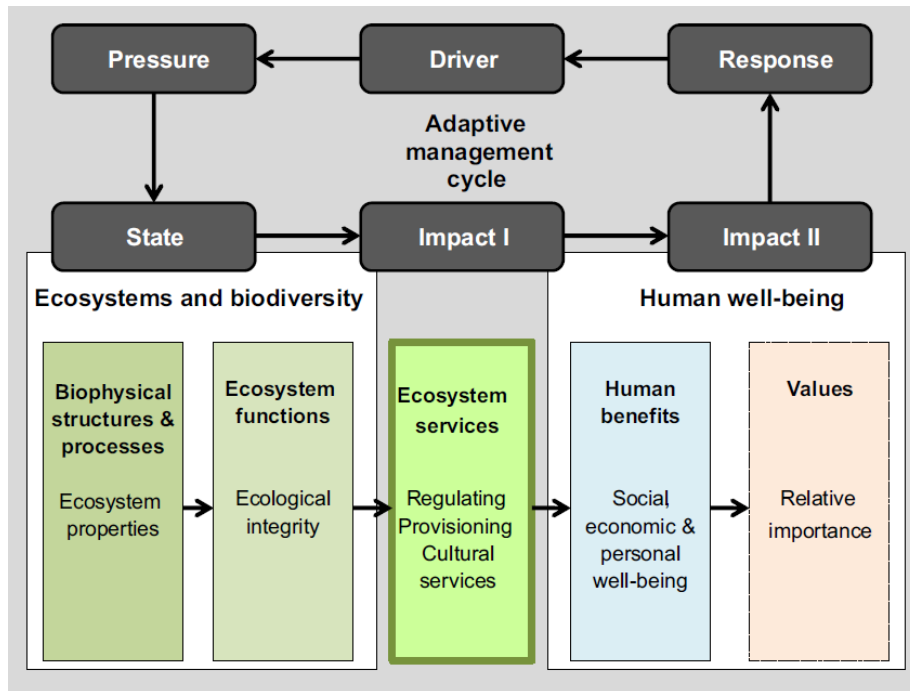 Pressure
Driver
Response
Adaptive
management
cycle
State
Impact I
Impact II
Ecosystems and biodiversity
Human well-being
Biophysical
structures &
processes
Ecosystem
properties
Ecosystem
functions
Ecological
integrity
Ecosystem
services
Regulating
Provisioning
Cultural
services
Human
benefits
Social,
economic &
personal
well-being
Values
Relative
importance